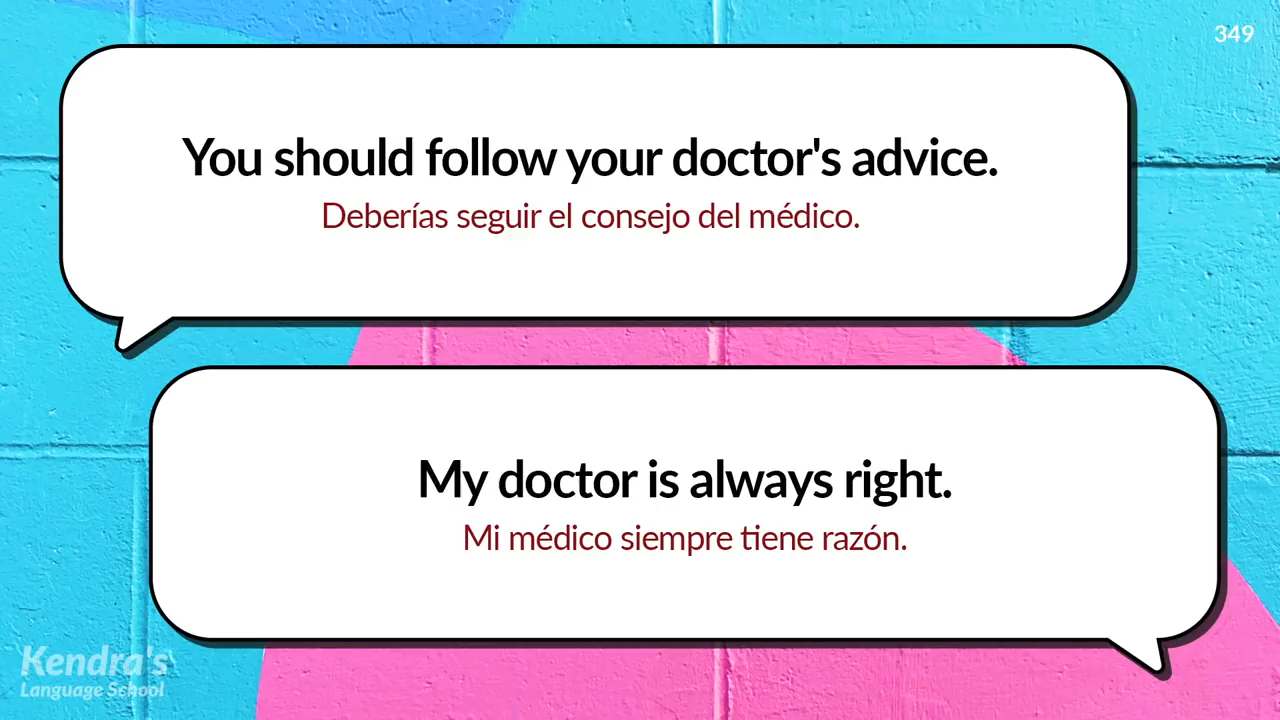 349
You should follow your doctor's advice.
Deberías seguir el consejo del médico.
My doctor is always right.
Mi médico siempre tiene razón.
Kendra's
Language School